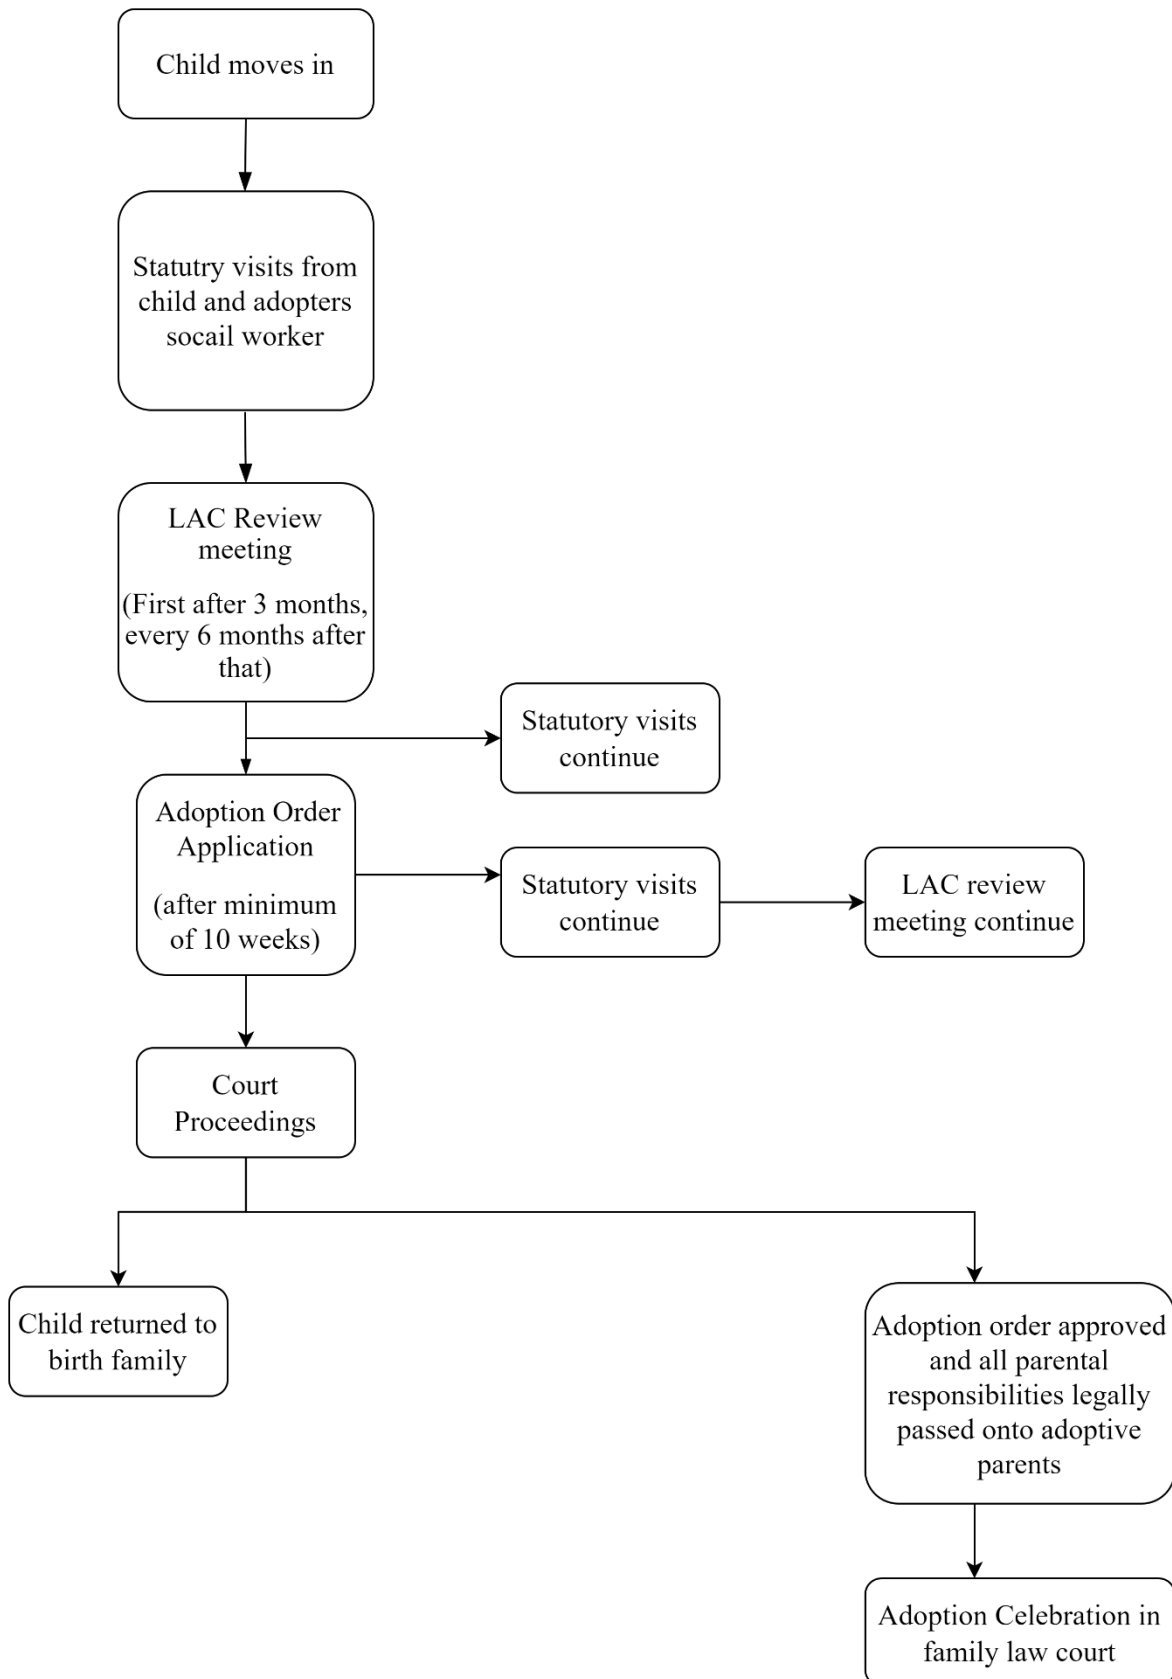 Child moves in
Statutry visits from
child and adopters
socail worker
LAC Review
meeting
(First after 3 months,
every 6 months after
that)
Statutory visits
continue
Adoption Order
Application
(after minimum
of 10 weeks)
Statutory visits
continue
LAC review
meeting continue
Court
Proceedings
Child returned to
birth family
Adoption order approved
and all parental
responsibilities legally
passed onto adoptive
parents
Adoption Celebration in
family law court